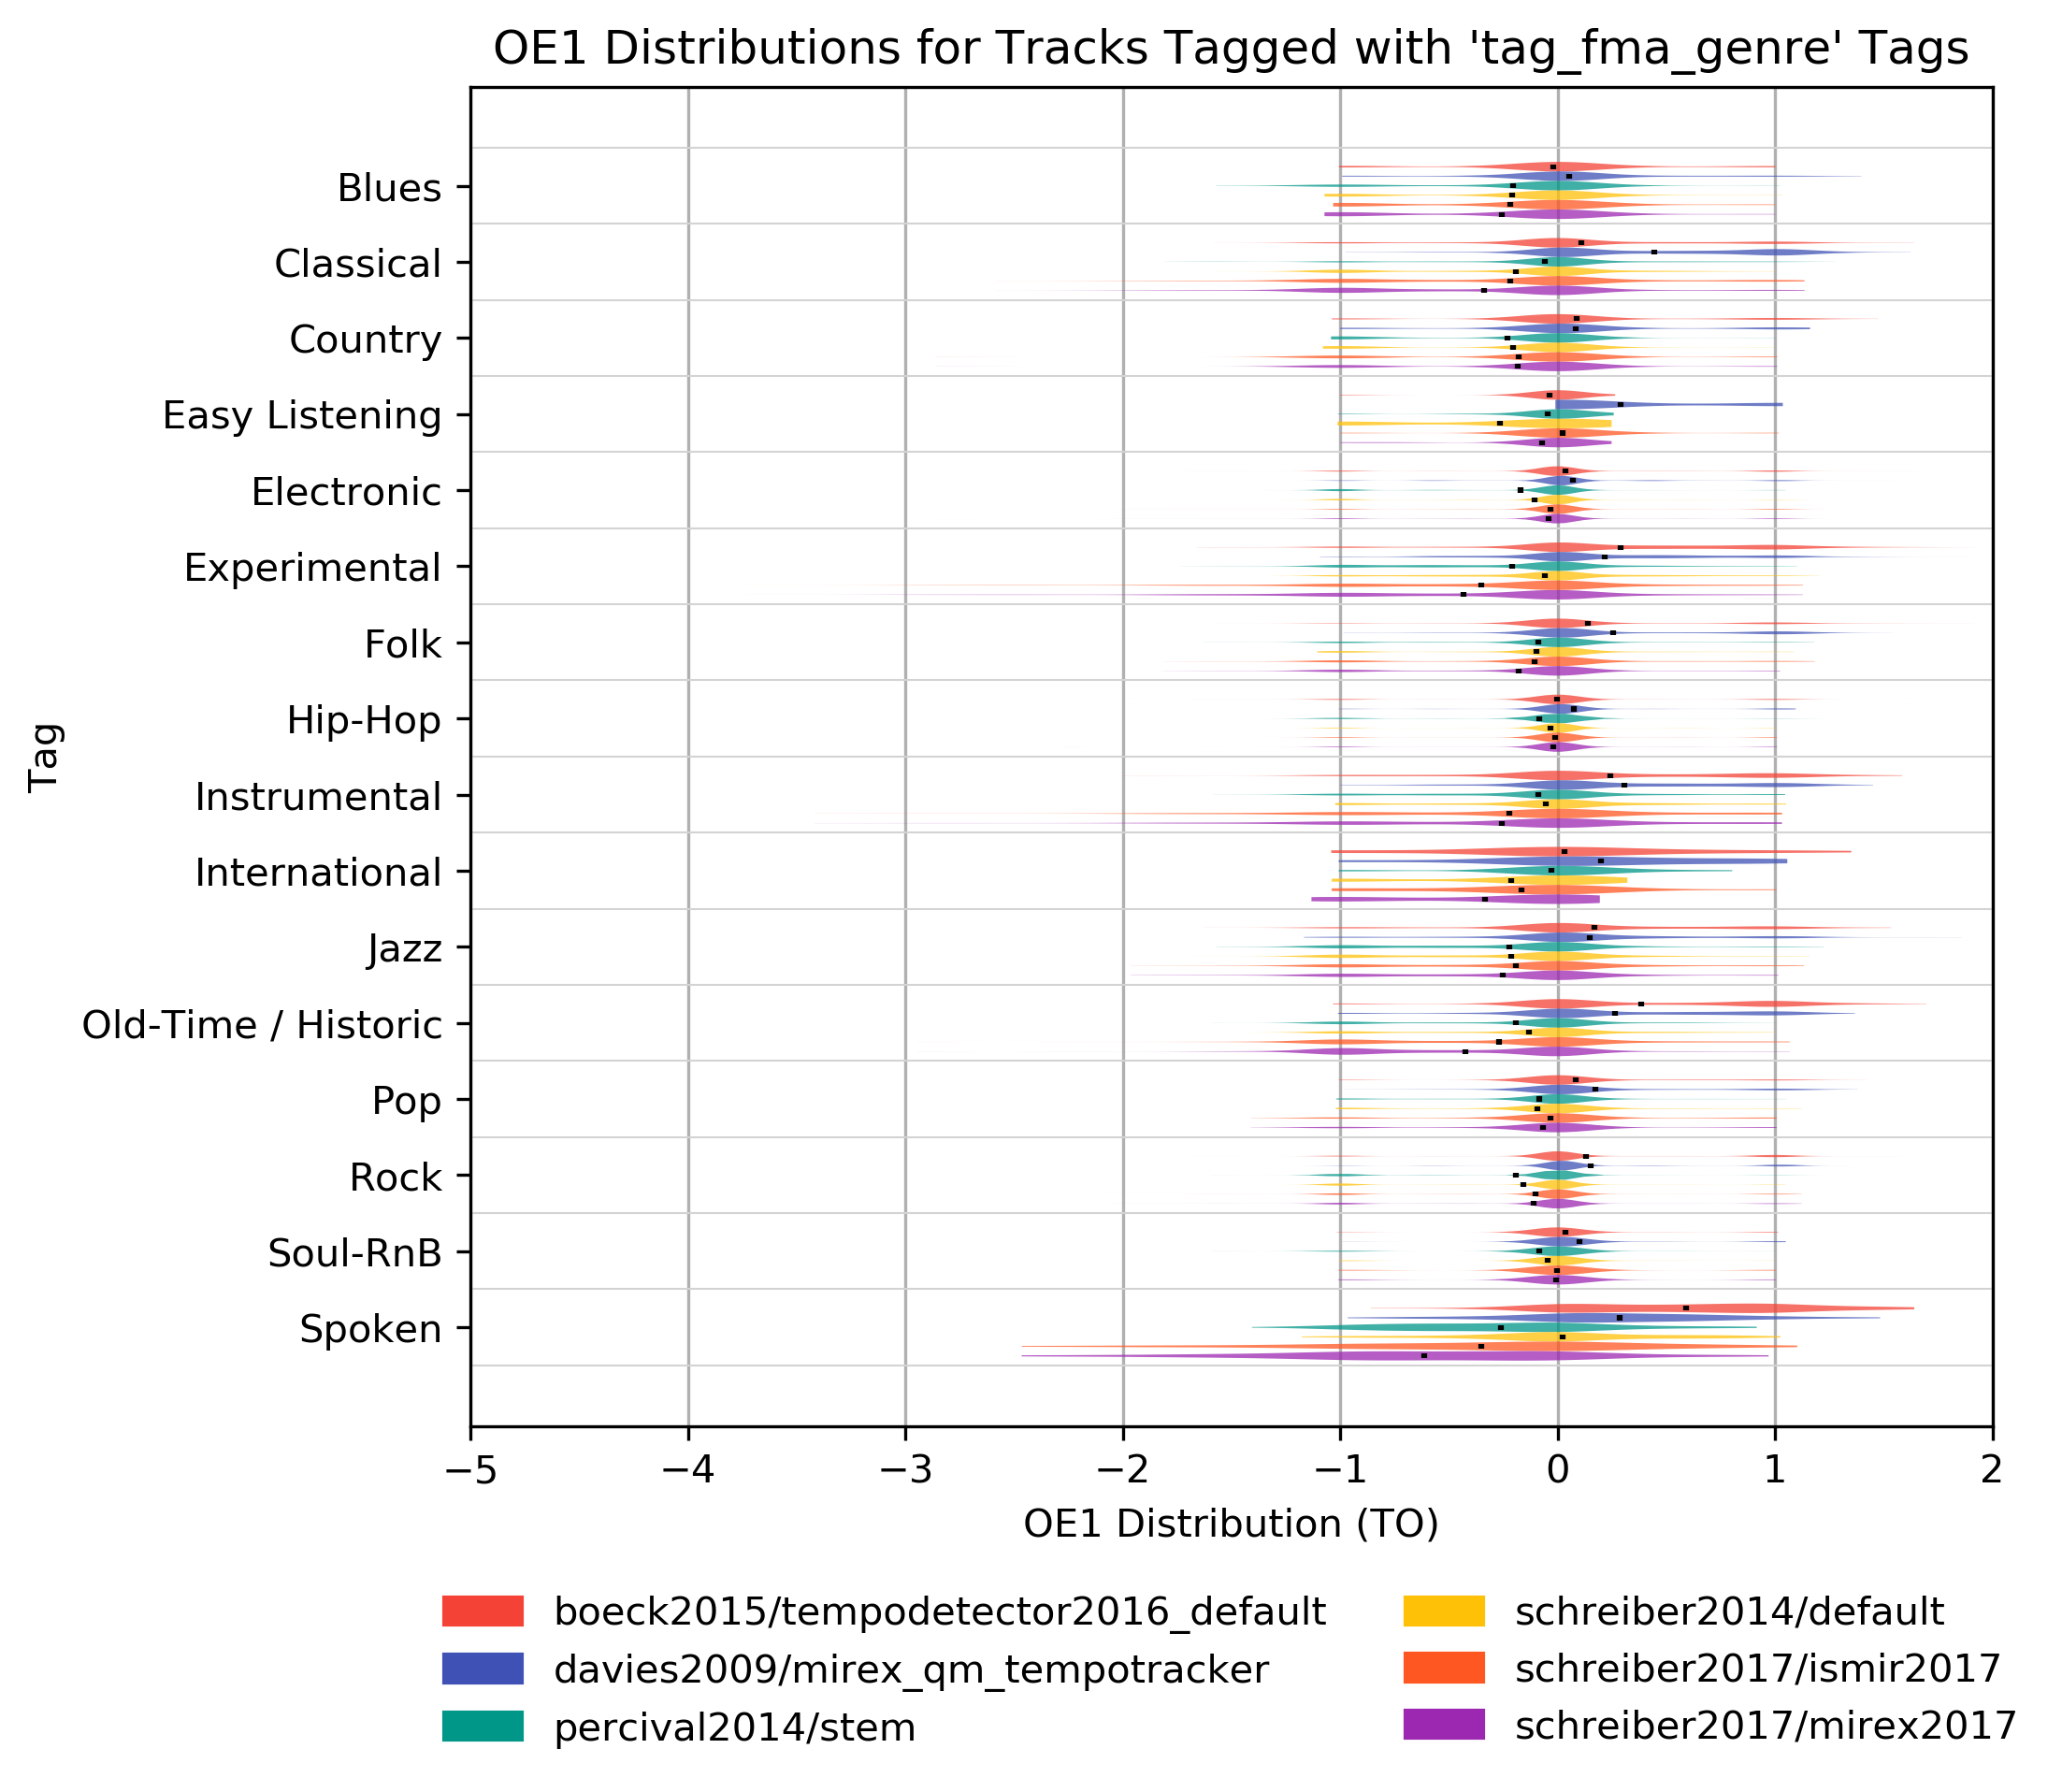 OE1 Distributions for Tracks Tagged with 'tag_fma_genre' Tags
Tag
Blues
Classical
Country
Easy Listening
Electronic
Experimental
Folk
Hip-Hop
Instrumental
International
Jazz
Old-Time / Historic
Pop
Rock
Soul-RnB
Spoken
−5 −4 −3 −2 −1 0 1 2
OE1 Distribution (TO)
boeck2015/tempodetector2016_default
davies2009/mirex_qm_tempotracker
percival2014/stem
schreiber2014/default
schreiber2017/ismir2017
schreiber2017/mirex2017